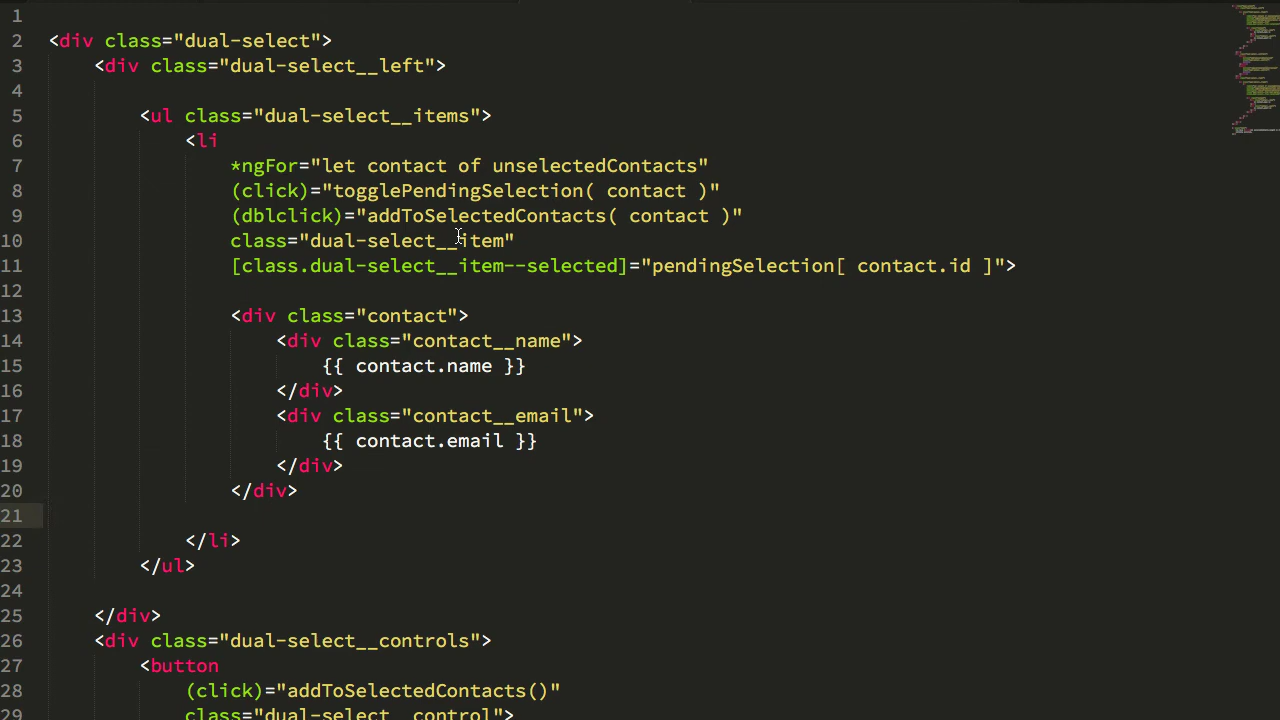 1
2 <div class="dual-select">
3 <div class="dual-select__left">
4
5 <ul class="dual-select__items">
6 <li
7 *ngFor="let contact of unselectedContacts"
8 (click)="togglePendingSelection( contact )"
9 (dblclick)="addToSelectedContacts( contact )"
10 class="dual-select__item"
11 [class.dual-select__item--selected]="pendingSelection[ contact.id ]">
12
13 <div class="contact">
14 <div class="contact__name">
15 {{ contact.name }}
16 </div>
17 <div class="contact__email">
18 {{ contact.email }}
19 </div>
20 </div>
21
22 </li>
23 </ul>
24
25 </div>
26 <div class="dual-select__controls">
27 <button
28 (click)="addToSelectedContacts()"
29 class="dual-select__control">